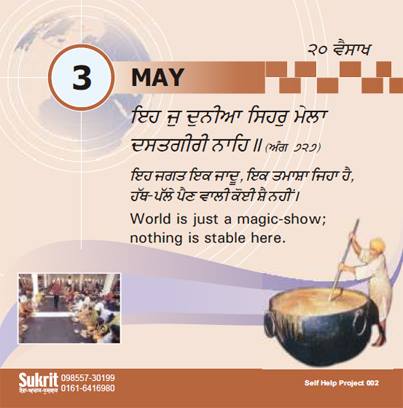 ੨੦ ਵੈਸਾਖ
3 MAY
ਇਹ ਜੁ ਦੁਨੀਆ ਸਿਹਰੁ ਮੇਲਾ
ਦਸਤਗੀਰੀ ਨਾਹਿ॥ (ਅੰਗ ੭੨੭)
ਇਹ ਜਗਤ ਇਕ ਜਾਦੂ, ਇਕ ਤਮਾਸ਼ਾ ਜਿਹਾ ਹੈ,
ਹੱਥ-ਪੱਲੇ ਪੈਣ ਵਾਲੀ ਕੋਈ ਸ਼ੈ ਨਹੀਂ।
World is just a magic-show;
nothing is stable here.
Sukrit 098557-30199
0161-6416980
Self Help Project 002